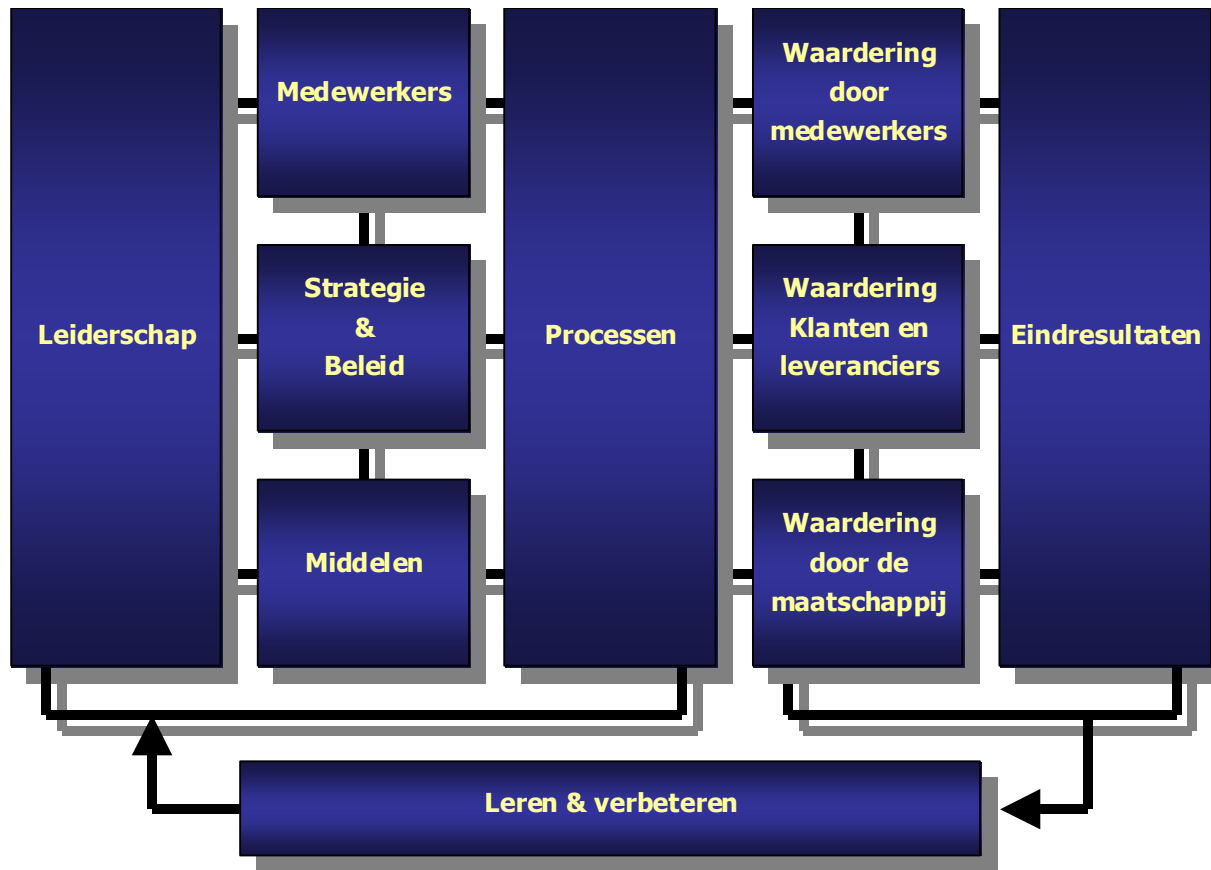 Leiderschap
Medewerkers
Strategie
&
Beleid
Middelen
Processen
Waardering
door
medewerkers
Waardering
Klanten en
leveranciers
Waardering
door de
maatschappij
Eindresultaten
Leren & verbeteren